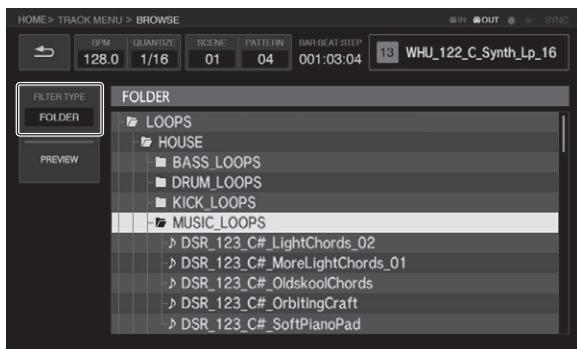 HOME> TRACK MENU > BROWSE
IN OUT SYNC
BPM QUANTIZE SCENE PATTERN BAR:BEAT:STEP
128.0 1/16 01 04 001:03:04 13 WHU_122_C_Synth_Lp_16
FILTER TYPE
FOLDER
PREVIEW
FOLDER
LOOPS
HOUSE
BASS_LOOPS
DRUM_LOOPS
KICK_LOOPS
MUSIC_LOOPS
DSR_123_C#_LightChords_02
DSR_123_C#_MoreLightChords_01
DSR_123_C#_OldskoolChords
DSR_123_C#_OrbitingCraft
DSR_123_C#_SoftPianoPad